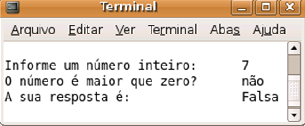 Terminal
Arquivo Editar Ver Terminal Abas Ajuda
Informe um número inteiro: 7
O número é maior que zero? não
A sua resposta é: Falsa